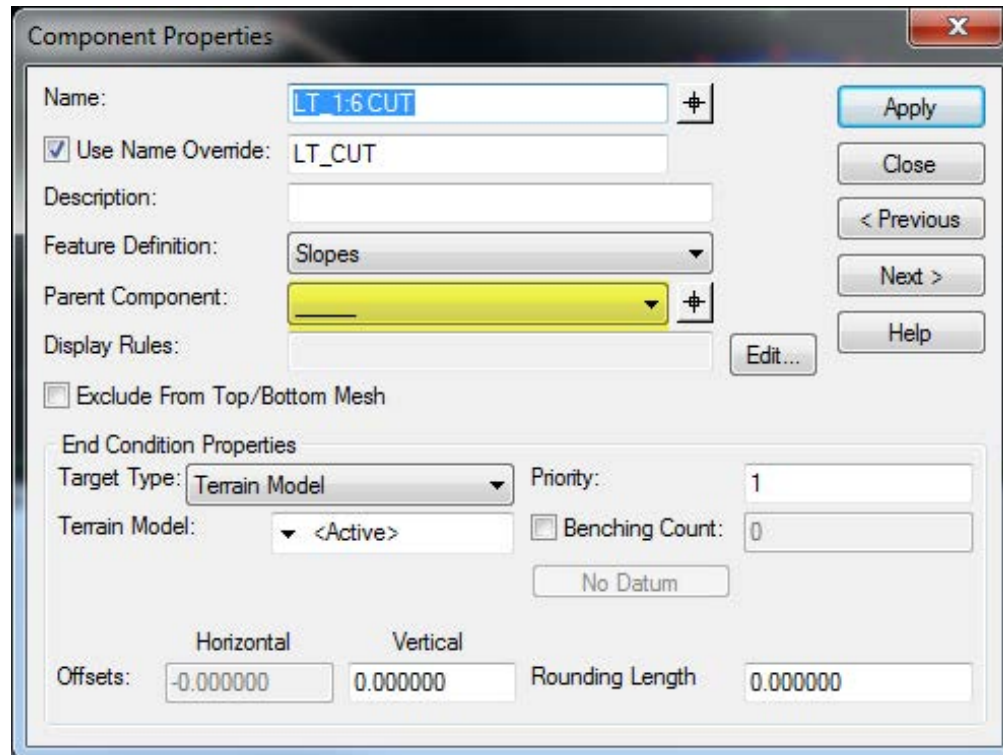 Component Properties
Name: LT_1:6 CUT Apply
Use Name Override: LT_CUT Close
Description: < Previous
Feature Definition: Slopes
Parent Component: _____ Next >
Display Rules: Edit... Help
Exclude From Top/Bottom Mesh
End Condition Properties
Target Type: Terrain Model Priority: 1
Terrain Model: <Active> Benching Count: 0
No Datum
Horizontal Vertical
Offsets: -0.000000 0.000000 Rounding Length 0.000000